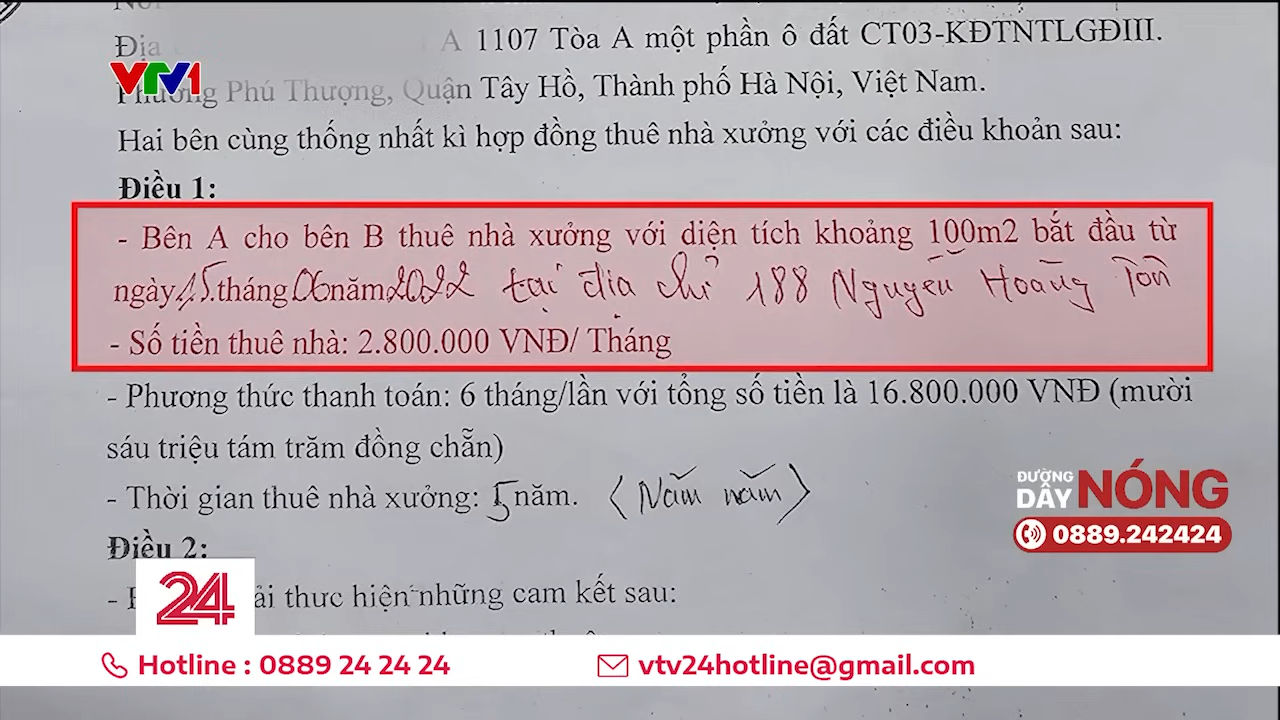 Địa A 1107 Tòa A một phần ô đất CT03-KĐTNTLGĐIII.
VTV1
Phường Phú Thượng, Quận Tây Hồ, Thành phố Hà Nội, Việt Nam.
Hai bên cùng thống nhất kì hợp đồng thuê nhà xưởng với các điều khoản sau:
Điều 1:
- Bên A cho bên B thuê nhà xưởng với diện tích khoảng 100m2 bắt đầu từ
ngày 15 tháng 06 năm 2022 tại địa chỉ 188 Nguyễn Hoàng Tôn
- Số tiền thuê nhà: 2.800.000 VNĐ/ Tháng
- Phương thức thanh toán: 6 tháng/lần với tổng số tiền là 16.800.000 VNĐ (mười
sáu triệu tám trăm đồng chẵn)
- Thời gian thuê nhà xưởng: 5 năm. (Năm năm)
ĐƯỜNG DÂY NÓNG
0889.242424
Điều 2:
- thưc hiện những cam kết sau:
24
Hotline : 0889 24 24 24
vtv24hotline@gmail.com